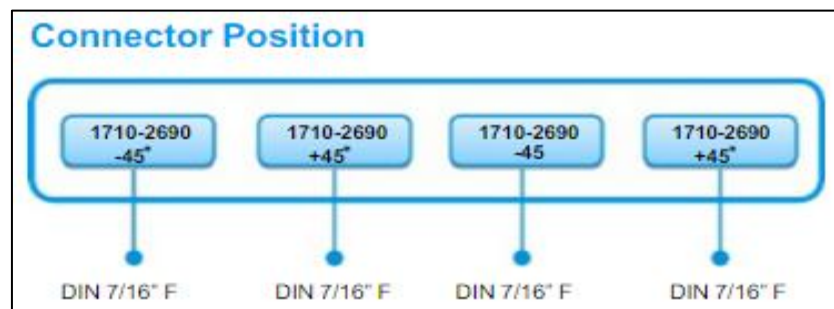 Connector Position
1710-2690 1710-2690 1710-2690 1710-2690
-45° +45° -45 +45°
DIN 7/16" F DIN 7/16" F DIN 7/16" F DIN 7/16" F